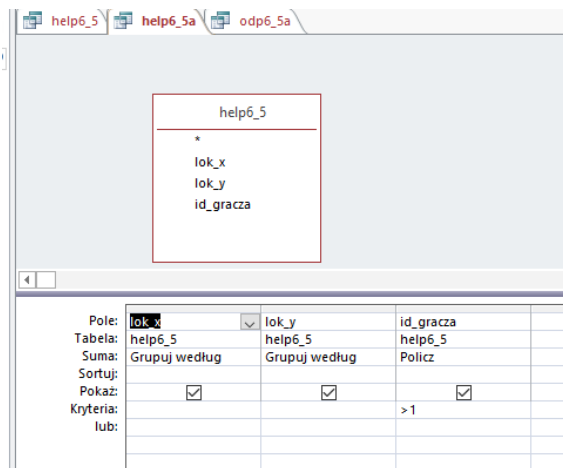 help6_5 help6_5a odp6_5a
help6_5
*
lok_x
lok_y
id_gracza
Pole: lok_x lok_y id_gracza
Tabela: help6_5 help6_5 help6_5
Suma: Grupuj według Grupuj według Policz
Sortuj:
Pokaż:
Kryteria: >1
lub: